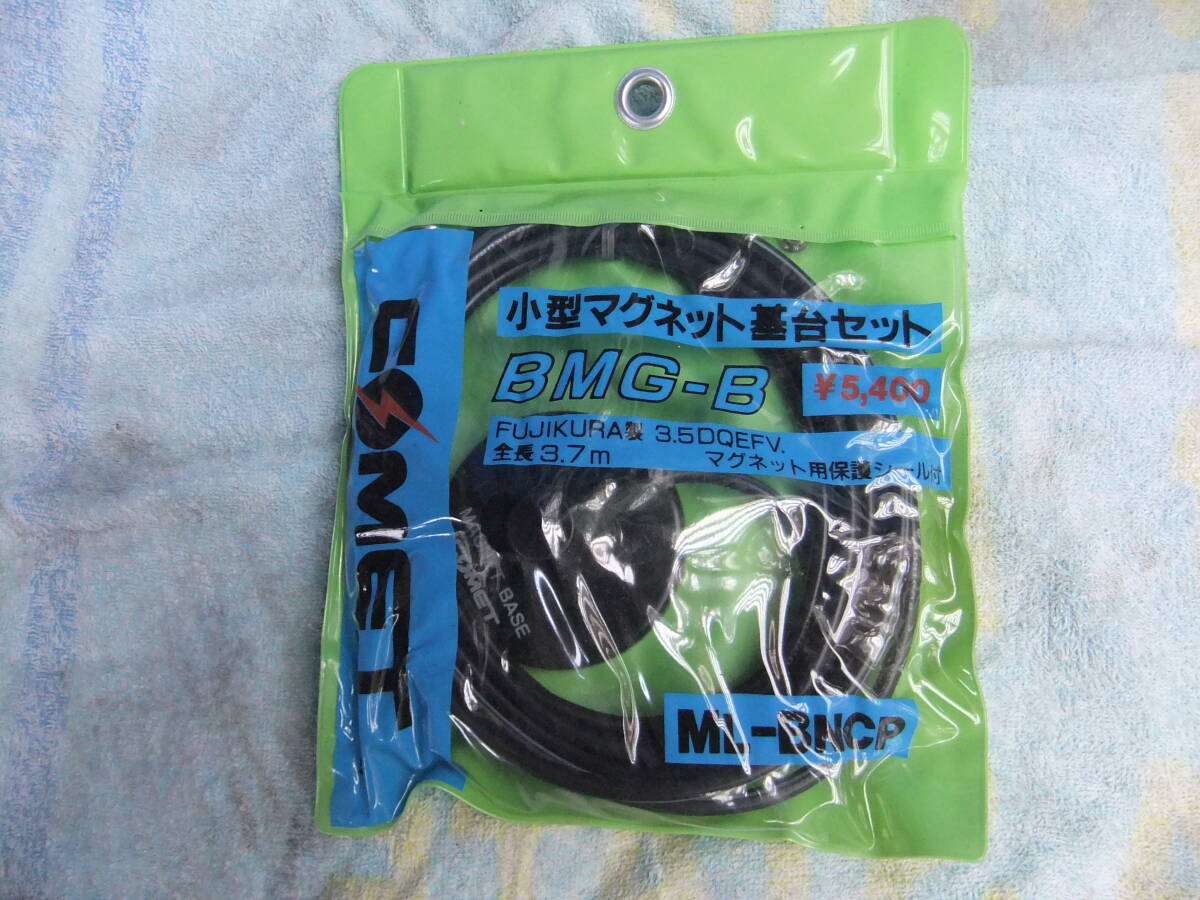 COMET
小型マグネット基台セット
BMG-B
¥5,400
FUJIKURA製 3.5DQEFV.
全長3.7m マグネット用保護シール付
BASE
COMET
ML-BNCP